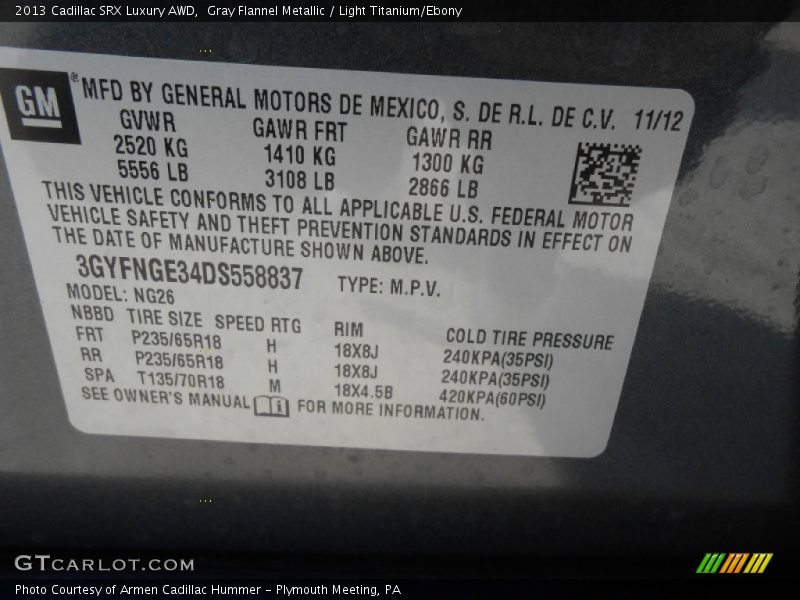 2013 Cadillac SRX Luxury AWD,  Gray Flannel Metallic / Light Titanium/Ebony
GM ® MFD BY GENERAL MOTORS DE MEXICO, S. DE R.L. DE C.V. 11/12
GVWR GAWR FRT GAWR RR
2520 KG 1410 KG 1300 KG
5556 LB 3108 LB 2866 LB
THIS VEHICLE CONFORMS TO ALL APPLICABLE U.S. FEDERAL MOTOR
VEHICLE SAFETY AND THEFT PREVENTION STANDARDS IN EFFECT ON
THE DATE OF MANUFACTURE SHOWN ABOVE.
3GYFNGE34DS558837 TYPE: M.P.V.
MODEL: NG26
NBBD TIRE SIZE SPEED RTG RIM COLD TIRE PRESSURE
FRT P235/65R18 H 18X8J 240KPA(35PSI)
RR P235/65R18 H 18X8J 240KPA(35PSI)
SPA T135/70R18 M 18X4.5B 420KPA(60PSI)
SEE OWNER'S MANUAL FOR MORE INFORMATION.
GTCARLOT.COM
Photo Courtesy of Armen Cadillac Hummer - Plymouth Meeting, PA